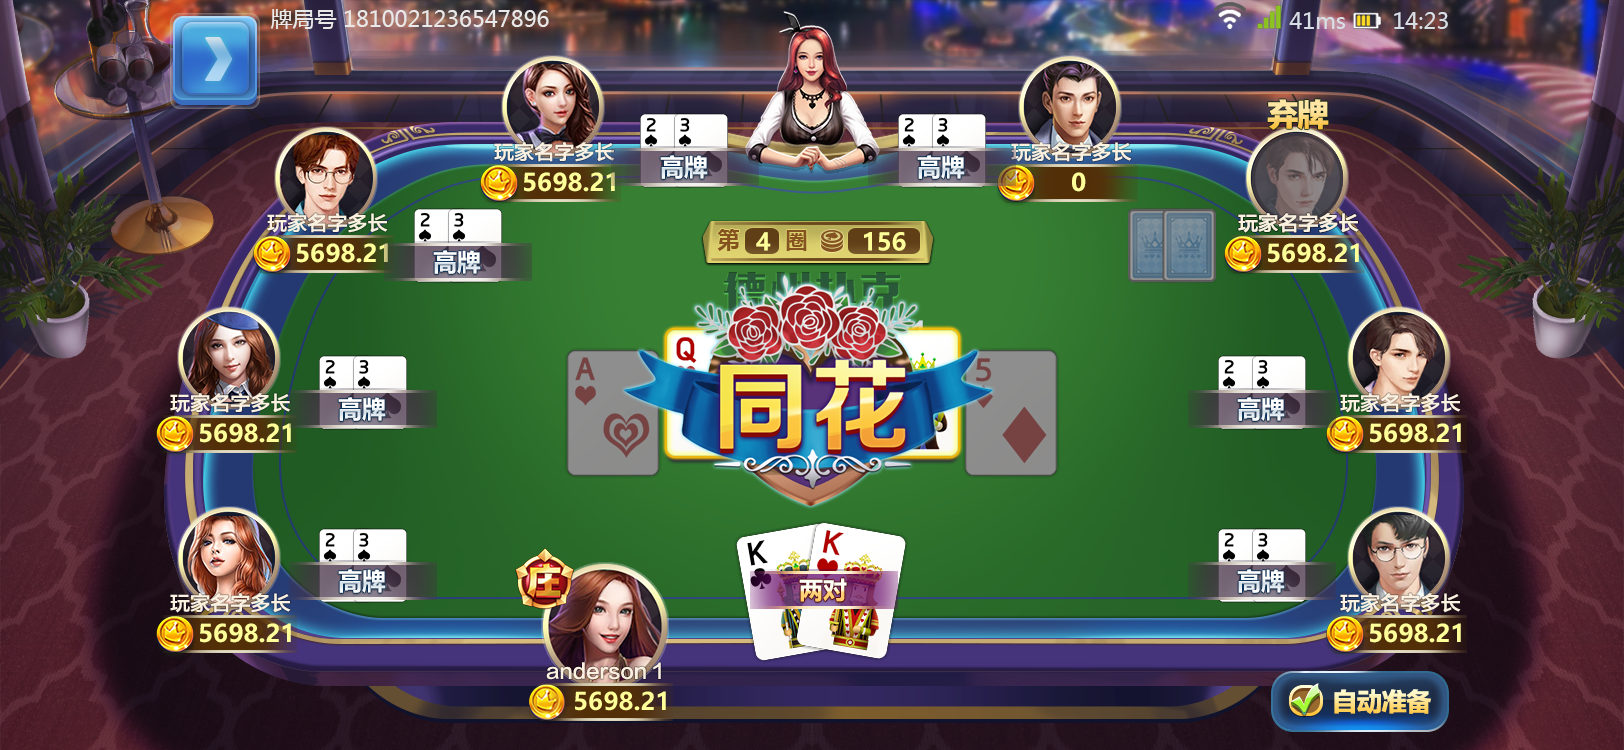 牌局号 1810021236547896
41ms 14:23
弃牌
玩家名字多长
5698.21
2 3
高牌
2 3
高牌
玩家名字多长
0
玩家名字多长
5698.21
2 3
高牌
玩家名字多长
5698.21
第 4 圈 156
德州扑克
A
Q
5
同花
玩家名字多长
5698.21
2 3
高牌
2 3
高牌
玩家名字多长
5698.21
玩家名字多长
5698.21
2 3
高牌
庄
anderson 1
5698.21
K K
两对
2 3
高牌
玩家名字多长
5698.21
自动准备